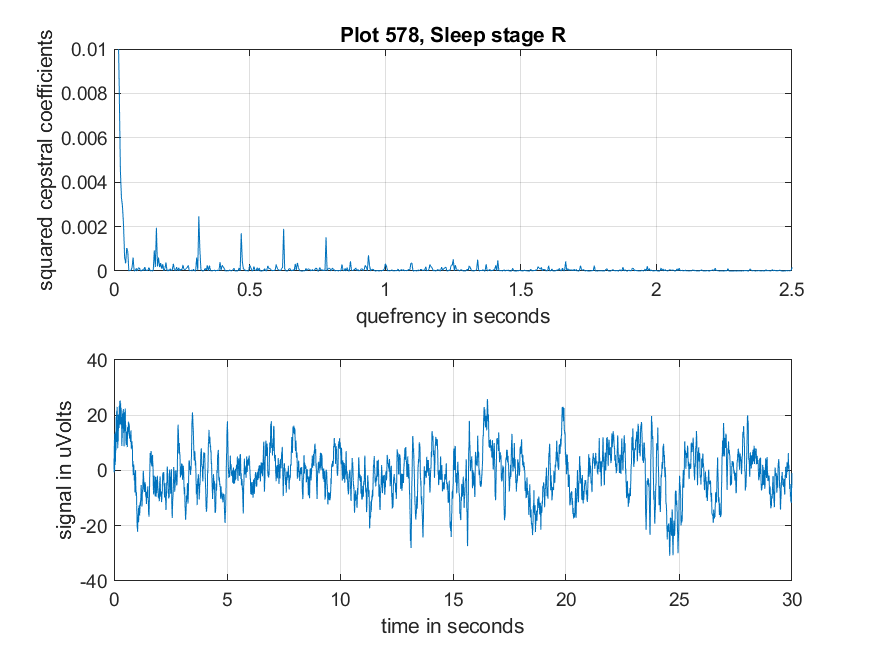 Plot 578, Sleep stage R
squared cepstral coefficients
0.01
0.008
0.006
0.004
0.002
0
0 0.5 1 1.5 2 2.5
quefrency in seconds
signal in uVolts
40
20
0
-20
-40
0 5 10 15 20 25 30
time in seconds